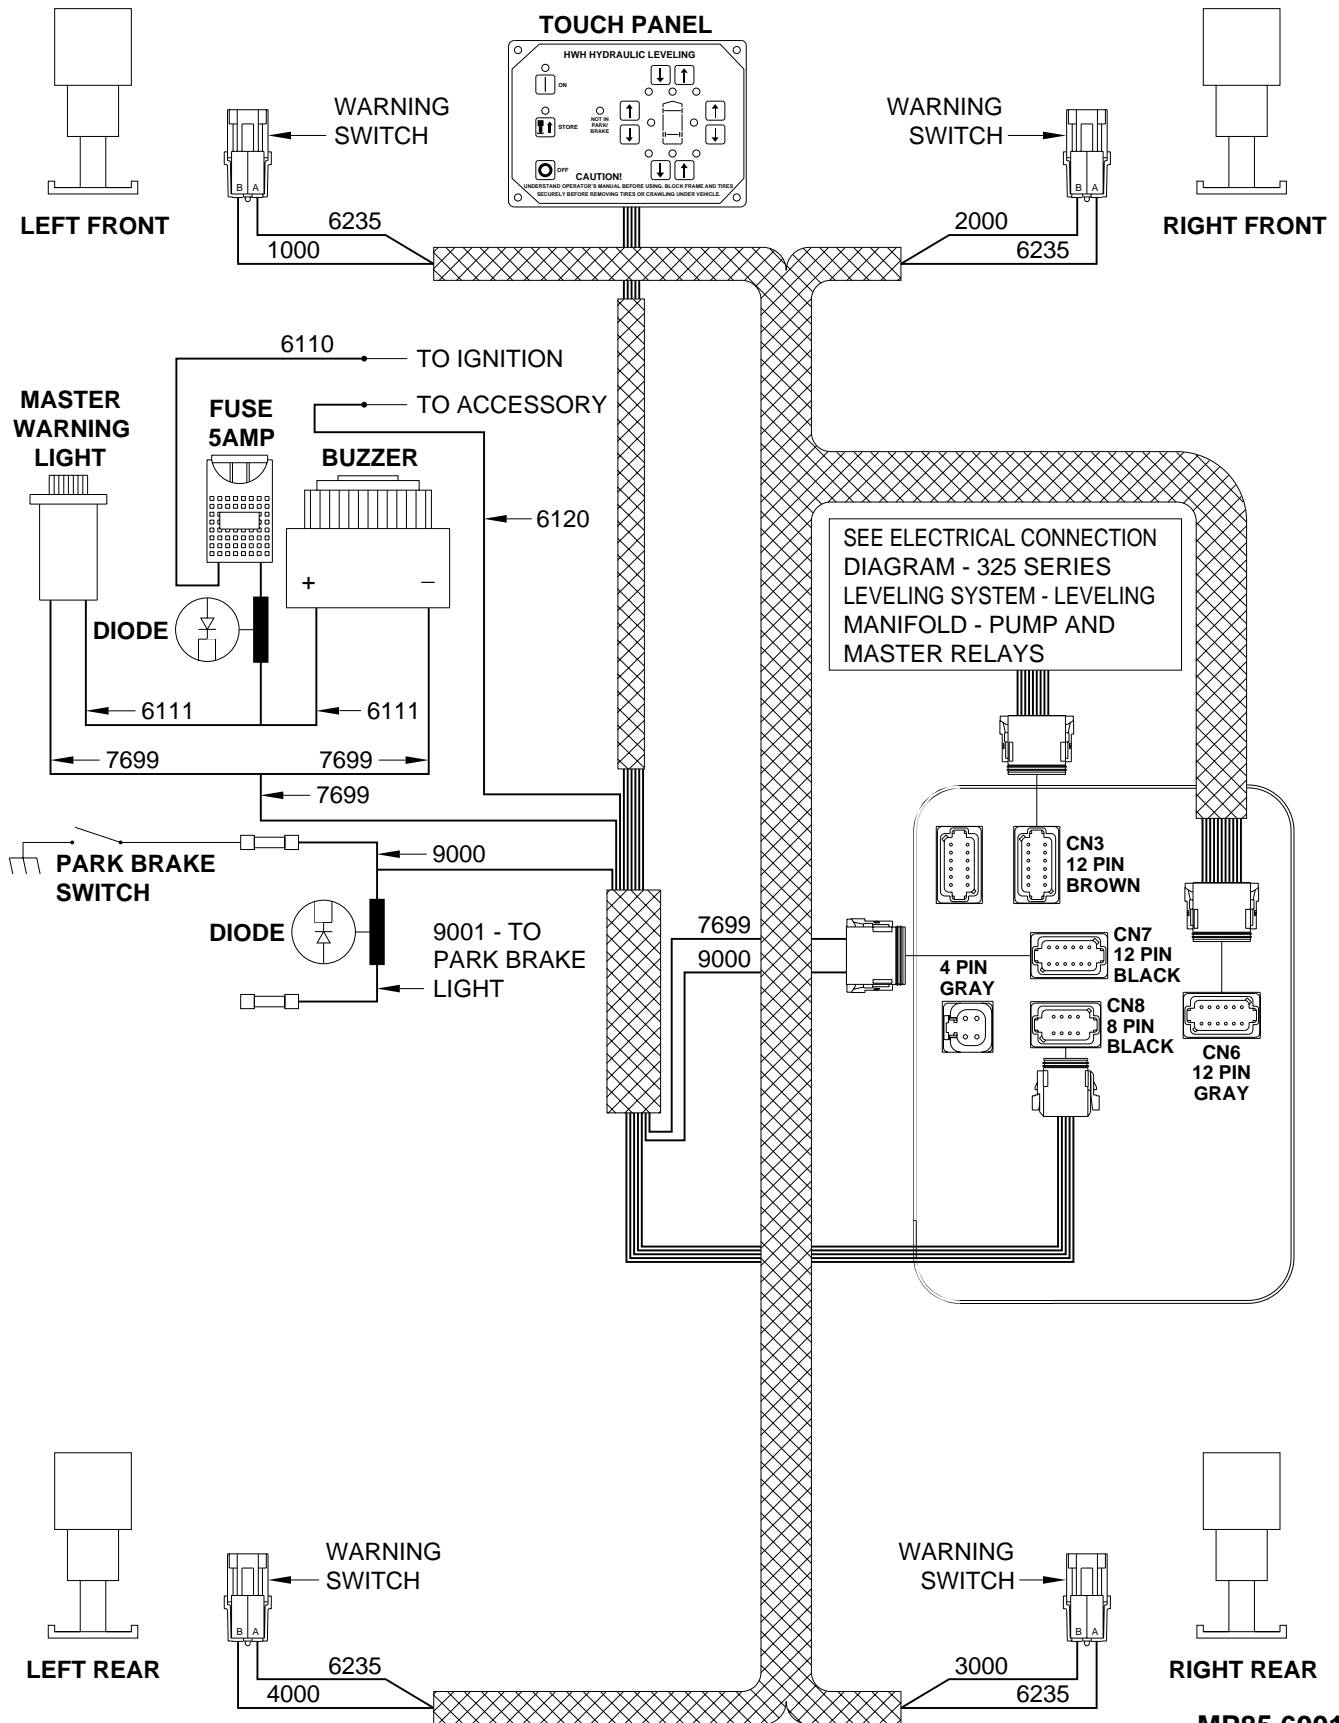 TOUCH PANEL
HWH HYDRAULIC LEVELING
ON
STORE
NOT IN
PARK/
BRAKE
OFF
CAUTION!
UNDERSTAND OPERATOR'S MANUAL BEFORE USING. BLOCK FRAME AND TIRES
SECURELY BEFORE REMOVING TIRES OR CRAWLING UNDER VEHICLE.
WARNING
SWITCH
B A
LEFT FRONT
6235
1000
WARNING
SWITCH
B A
RIGHT FRONT
2000
6235
6110
TO IGNITION
TO ACCESSORY
MASTER
WARNING
LIGHT
FUSE
5AMP
BUZZER
+ −
6120
DIODE
6111
6111
7699
7699
7699
SEE ELECTRICAL CONNECTION
DIAGRAM - 325 SERIES
LEVELING SYSTEM - LEVELING
MANIFOLD - PUMP AND
MASTER RELAYS
PARK BRAKE
SWITCH
9000
DIODE
9001 - TO
PARK BRAKE
LIGHT
7699
9000
CN3
12 PIN
BROWN
CN7
12 PIN
BLACK
4 PIN
GRAY
CN8
8 PIN
BLACK
CN6
12 PIN
GRAY
WARNING
SWITCH
B A
LEFT REAR
6235
4000
WARNING
SWITCH
B A
RIGHT REAR
3000
6235